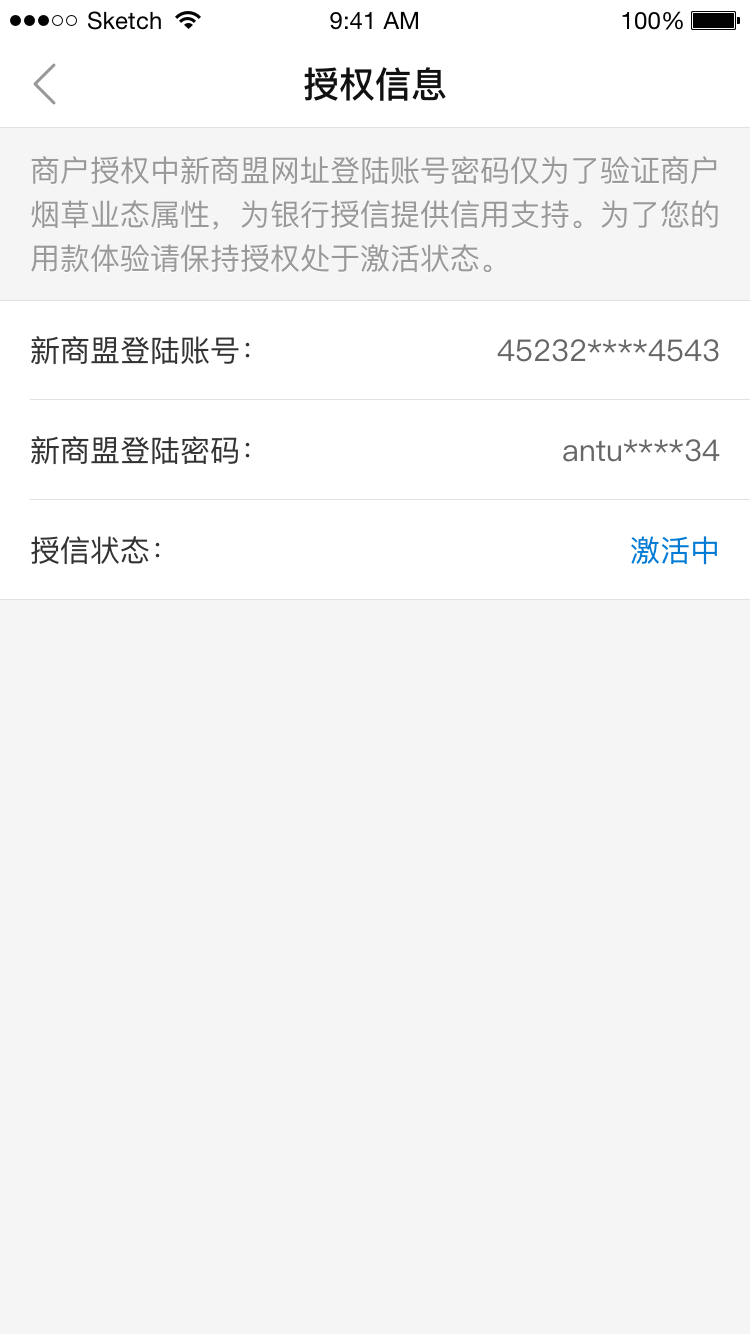 Sketch 9:41 AM 100%
授权信息
商户授权中新商盟网址登陆账号密码仅为了验证商户
烟草业态属性，为银行授信提供信用支持。为了您的
用款体验请保持授权处于激活状态。
新商盟登陆账号： 45232****4543
新商盟登陆密码： antu****34
授信状态： 激活中